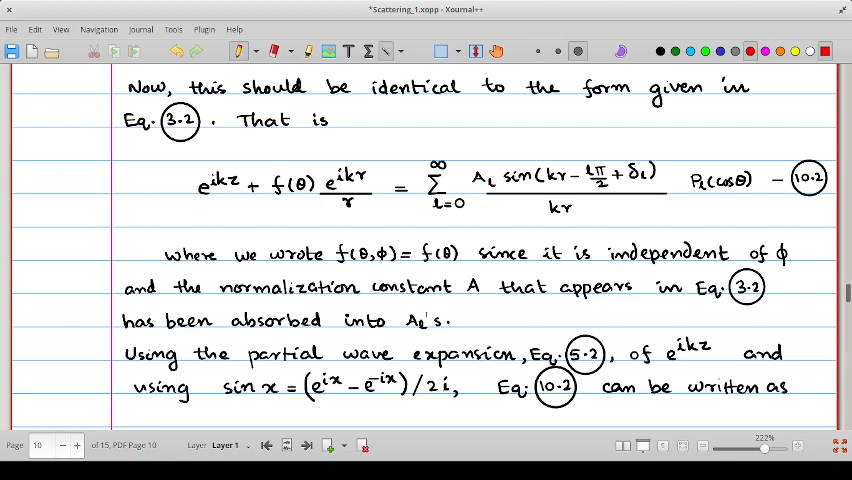 *Scattering_1.xopp - Xournal++
File Edit View Navigation Journal Tools Plugin Help
Now, this should be identical to the form given in
Eq. 3.2 . That is
e^{ikz} + f(θ) e^{ikr}/r = Σ_{l=0}^{∞} A_l sin(kr - lπ/2 + δ_l)/kr P_l(cosθ) - 10.2
where we wrote f(θ,φ) = f(θ) since it is independent of φ
and the normalization constant A that appears in Eq. 3.2
has been absorbed into A_l's.
Using the partial wave expansion, Eq. 5.2, of e^{ikz} and
using sin x = (e^{ix} - e^{-ix})/2i, Eq. 10.2 can be written as
Page 10 of 15, PDF Page 10 Layer Layer 1 222%